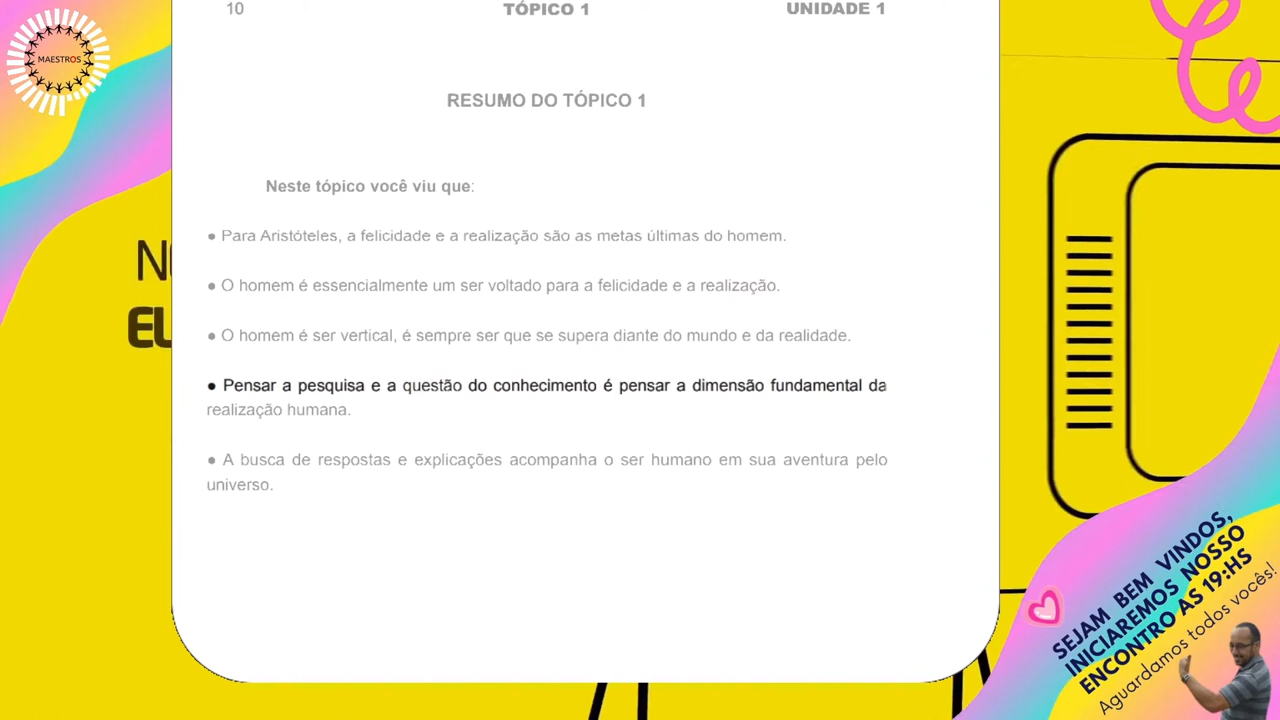 10 TÓPICO 1 UNIDADE 1
MAESTROS
RESUMO DO TÓPICO 1
Neste tópico você viu que:
● Para Aristóteles, a felicidade e a realização são as metas últimas do homem.
● O homem é essencialmente um ser voltado para a felicidade e a realização.
● O homem é ser vertical, é sempre ser que se supera diante do mundo e da realidade.
● Pensar a pesquisa e a questão do conhecimento é pensar a dimensão fundamental da
realização humana.
● A busca de respostas e explicações acompanha o ser humano em sua aventura pelo
universo.
SEJAM BEM VINDOS,
INICIAREMOS NOSSO
ENCONTRO AS 19:HS
Aguardamos todos vocês!